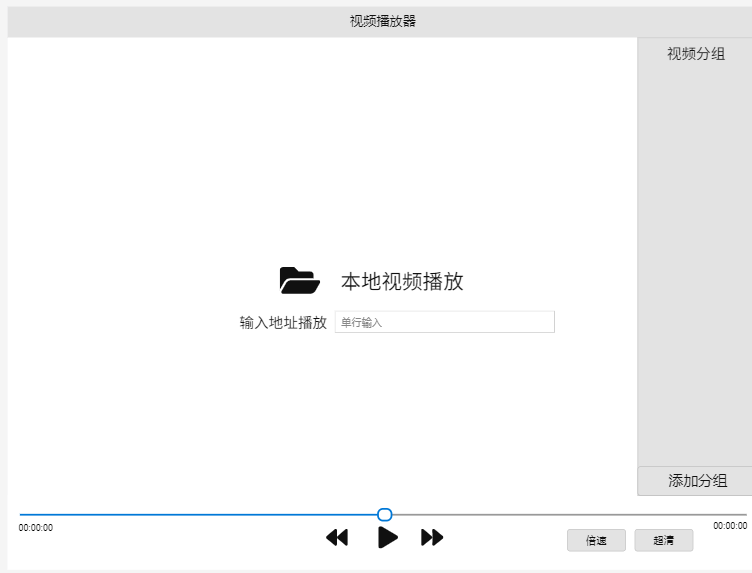 视频播放器
视频分组
本地视频播放
输入地址播放 单行输入
添加分组
00:00:00
00:00:00
倍速 超清